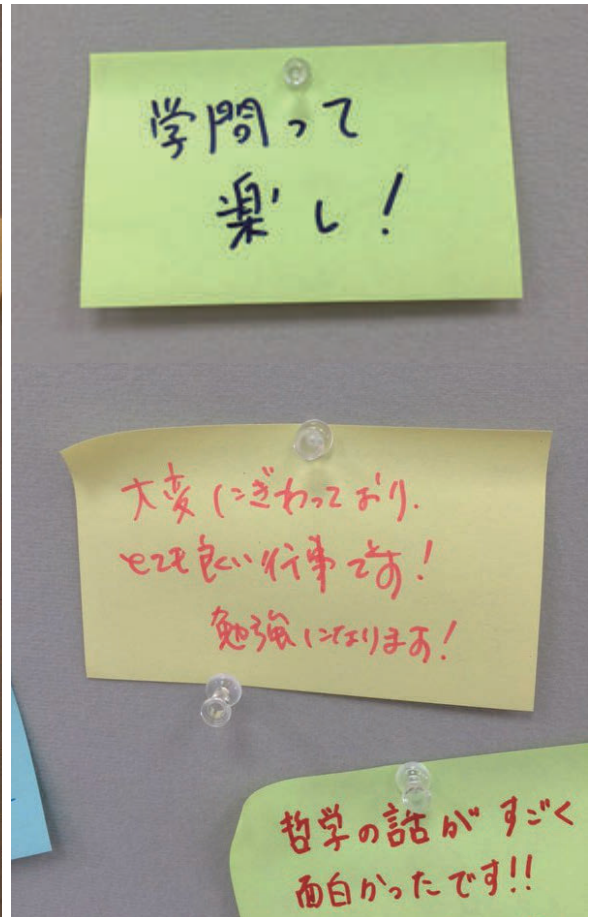 学問って
楽し!
大変にぎわっており、
とても良い行事です!
勉強になります!
哲学の話がすごく
面白かったです!!